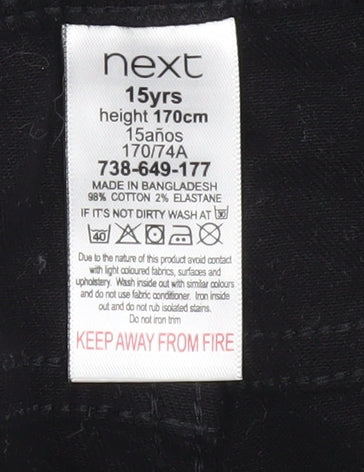 next
15yrs
height 170cm
15años
170/74A
738-649-177
MADE IN BANGLADESH
98% COTTON 2% ELASTANE
IF IT'S NOT DIRTY WASH AT 30
40
Due to the nature of this product avoid contact
with light coloured fabrics, surfaces and
upholstery. Wash inside out with similar colours
and do not use fabric conditioner. Iron inside
out and do not rub isolated stains.
Do not iron trim
KEEP AWAY FROM FIRE